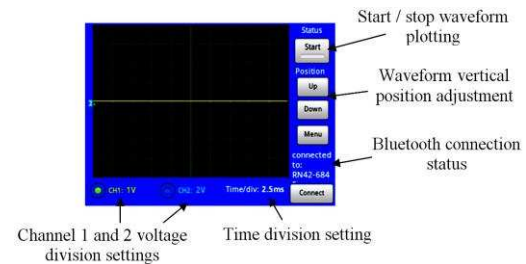 Status
Start
Position
Up
Down
Menu
connected
to:
RN42-684
Connect
CH1: 1V
CH2: 2V
Time/div: 2.5ms
Start / stop waveform
plotting
Waveform vertical
position adjustment
Bluetooth connection
status
Channel 1 and 2 voltage
division settings
Time division setting